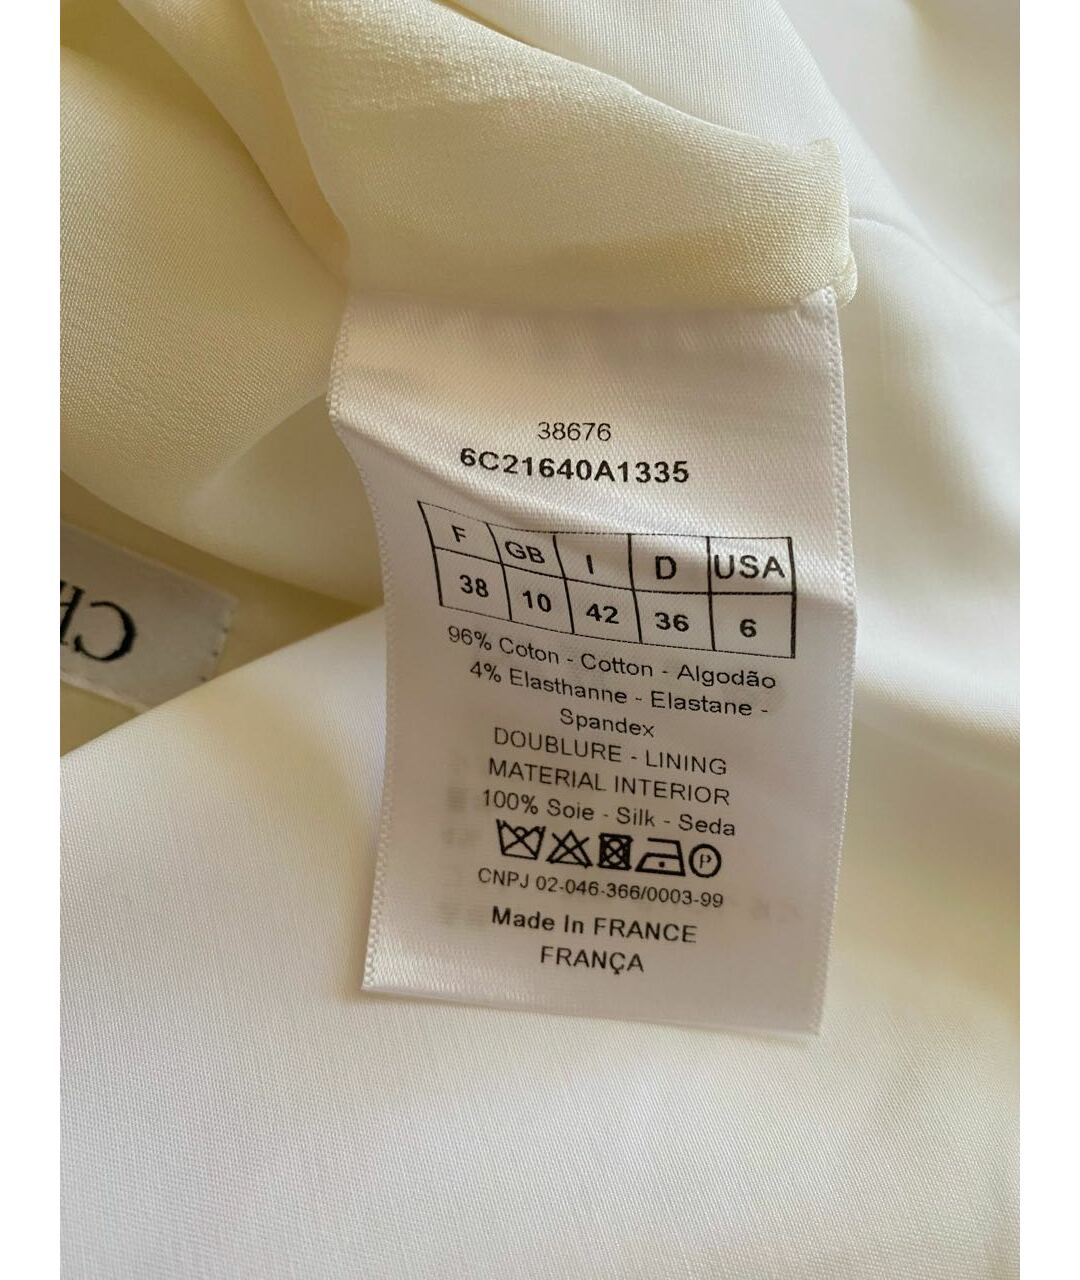 38676
6C21640A1335
F GB I D USA
38 10 42 36 6
96% Coton - Cotton - Algodão
4% Elasthanne - Elastane -
Spandex
DOUBLURE - LINING
MATERIAL INTERIOR
100% Soie - Silk - Seda
P
CNPJ 02-046-366/0003-99
Made In FRANCE
FRANÇA